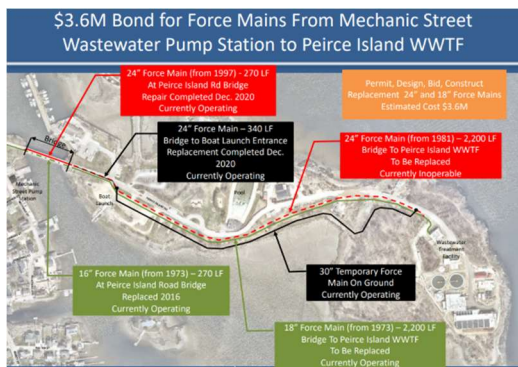 $3.6M Bond for Force Mains From Mechanic Street
Wastewater Pump Station to Peirce Island WWTF
24" Force Main (from 1997) - 270 LF
At Peirce Island Rd Bridge
Repair Completed Dec. 2020
Currently Operating
Permit, Design, Bid, Construct
Replacement 24" and 18" Force Mains
Estimated Cost $3.6M
24" Force Main – 340 LF
Bridge to Boat Launch Entrance
Replacement Completed Dec.
2020
Currently Operating
24" Force Main (from 1981) – 2,200 LF
Bridge To Peirce Island WWTF
To Be Replaced
Currently Inoperable
Bridge
Mechanic
Street Pump
Station
Boat
Launch
Pool
Wastewater
Treatment
Facility
16" Force Main (from 1973) – 270 LF
At Peirce Island Road Bridge
Replaced 2016
Currently Operating
30" Temporary Force
Main On Ground
Currently Operating
18" Force Main (from 1973) – 2,200 LF
Bridge To Peirce Island WWTF
To Be Replaced
Currently Operating